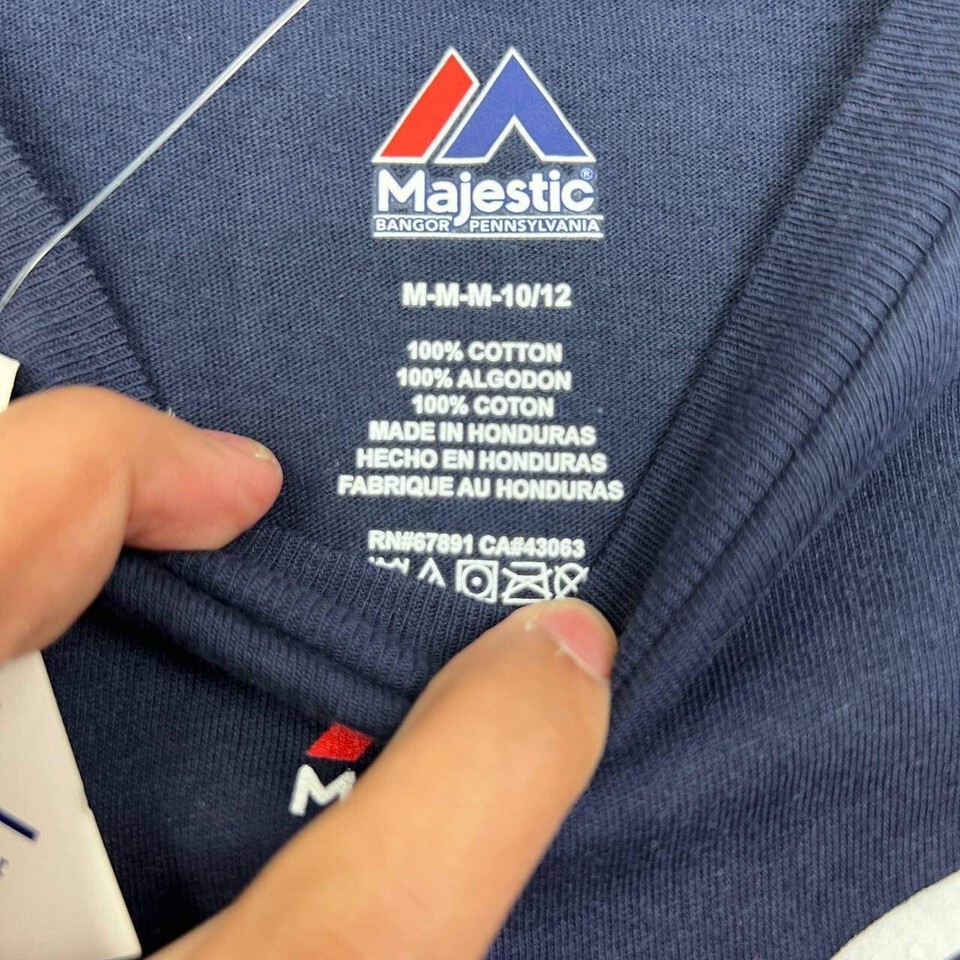 Majestic®
BANGOR PENNSYLVANIA
M-M-M-10/12
100% COTTON
100% ALGODON
100% COTON
MADE IN HONDURAS
HECHO EN HONDURAS
FABRIQUE AU HONDURAS
RN#67891 CA#43063
M